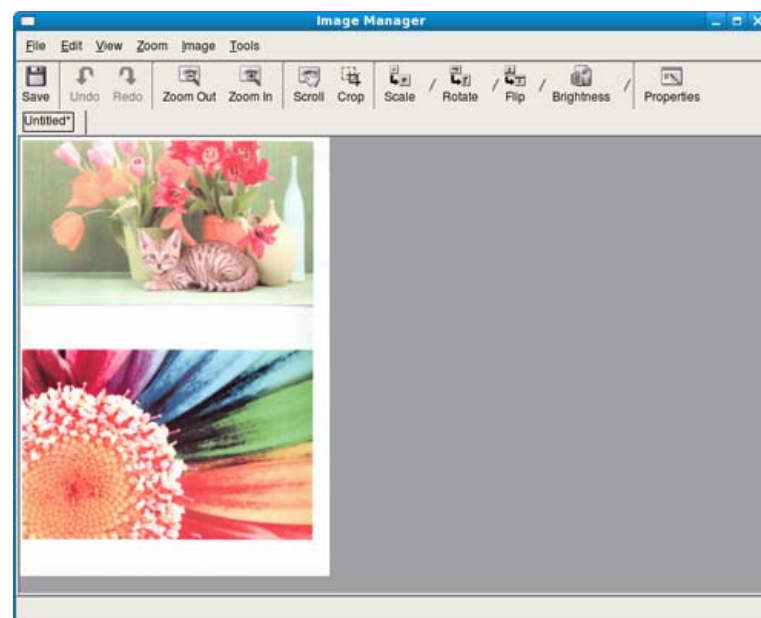 Image Manager
File Edit View Zoom Image Tools
Save Undo Redo Zoom Out Zoom In Scroll Crop Scale Rotate Flip Brightness Properties
Untitled*